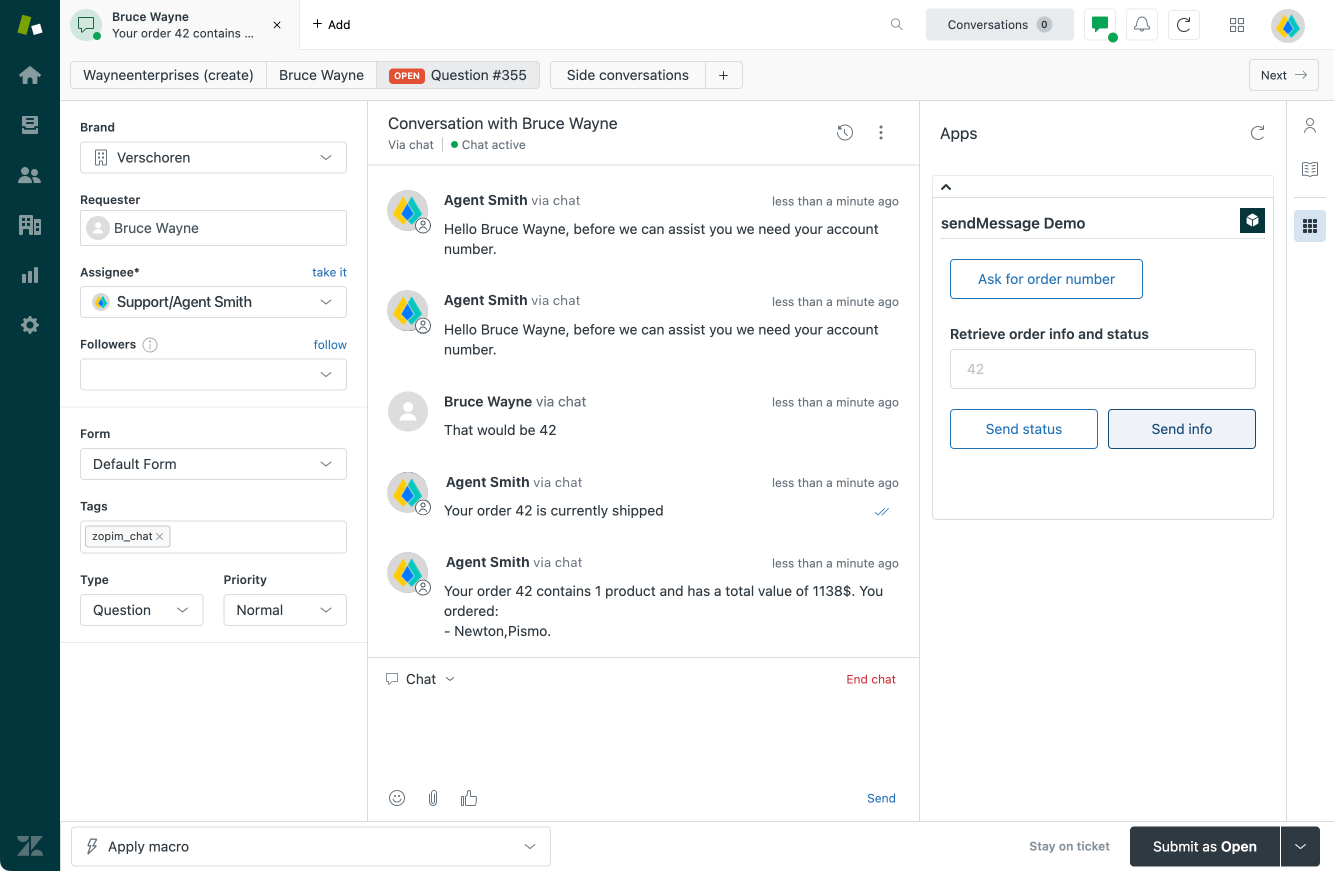 Bruce Wayne
Your order 42 contains ...
+ Add
Conversations 0
Wayneenterprises (create)
Bruce Wayne
OPEN Question #355
Side conversations
+
Next
Brand
Verschoren
Requester
Bruce Wayne
Assignee*
take it
Support/Agent Smith
Followers
follow
Form
Default Form
Tags
zopim_chat
Type
Priority
Question
Normal
Conversation with Bruce Wayne
Via chat
Chat active
Agent Smith via chat
less than a minute ago
Hello Bruce Wayne, before we can assist you we need your account
number.
Agent Smith via chat
less than a minute ago
Hello Bruce Wayne, before we can assist you we need your account
number.
Bruce Wayne via chat
less than a minute ago
That would be 42
Agent Smith via chat
less than a minute ago
Your order 42 is currently shipped
Agent Smith via chat
less than a minute ago
Your order 42 contains 1 product and has a total value of 1138$. You
ordered:
- Newton,Pismo.
Chat
End chat
Send
Apps
sendMessage Demo
Ask for order number
Retrieve order info and status
42
Send status
Send info
Apply macro
Stay on ticket
Submit as Open